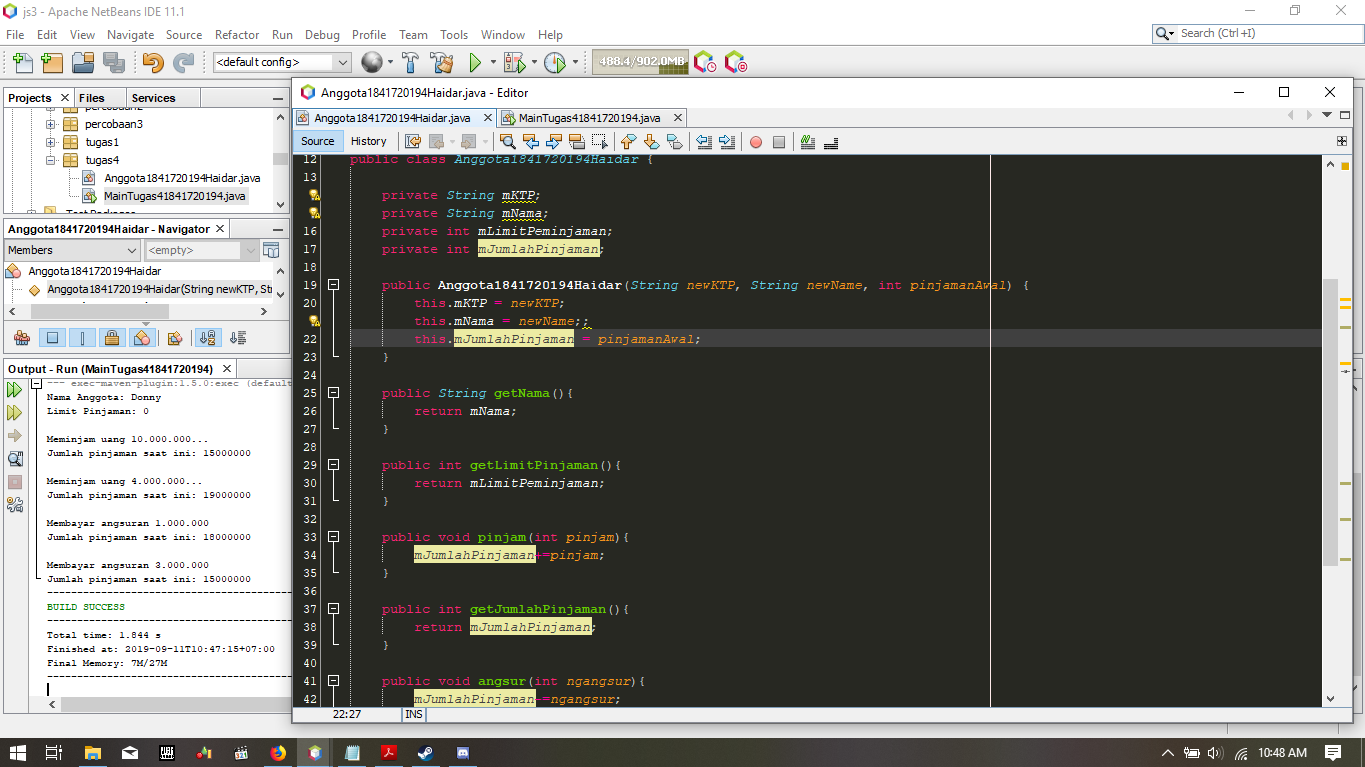 js3 - Apache NetBeans IDE 11.1
File Edit View Navigate Source Refactor Run Debug Profile Team Tools Window Help
Search (Ctrl+I)
<default config>
488.4/902.0MB
Projects Files Services
percobaan2
percobaan3
tugas1
tugas4
Anggota1841720194Haidar.java
MainTugas41841720194.java
Test Packages
Anggota1841720194Haidar - Navigator
Members
<empty>
Anggota1841720194Haidar
Anggota1841720194Haidar(String newKTP, Str
Output - Run (MainTugas41841720194)
--- exec-maven-plugin:1.5.0:exec (default
Nama Anggota: Donny
Limit Pinjaman: 0
Meminjam uang 10.000.000...
Jumlah pinjaman saat ini: 15000000
Meminjam uang 4.000.000...
Jumlah pinjaman saat ini: 19000000
Membayar angsuran 1.000.000
Jumlah pinjaman saat ini: 18000000
Membayar angsuran 3.000.000
Jumlah pinjaman saat ini: 15000000
------------------------------------------
BUILD SUCCESS
------------------------------------------
Total time: 1.844 s
Finished at: 2019-09-11T10:47:15+07:00
Final Memory: 7M/27M
------------------------------------------
Anggota1841720194Haidar.java - Editor
Anggota1841720194Haidar.java MainTugas41841720194.java
Source History
12 public class Anggota1841720194Haidar {
13
private String mKTP;
private String mNama;
16 private int mLimitPeminjaman;
17 private int mJumlahPinjaman;
18
19 public Anggota1841720194Haidar(String newKTP, String newName, int pinjamanAwal) {
20 this.mKTP = newKTP;
this.mNama = newName;;
22 this.mJumlahPinjaman = pinjamanAwal;
23 }
24
25 public String getNama(){
26 return mNama;
27 }
28
29 public int getLimitPinjaman(){
30 return mLimitPeminjaman;
31 }
32
33 public void pinjam(int pinjam){
34 mJumlahPinjaman+=pinjam;
35 }
36
37 public int getJumlahPinjaman(){
38 return mJumlahPinjaman;
39 }
40
41 public void angsur(int ngangsur){
42 mJumlahPinjaman-=ngangsur;
22:27 INS
10:48 AM